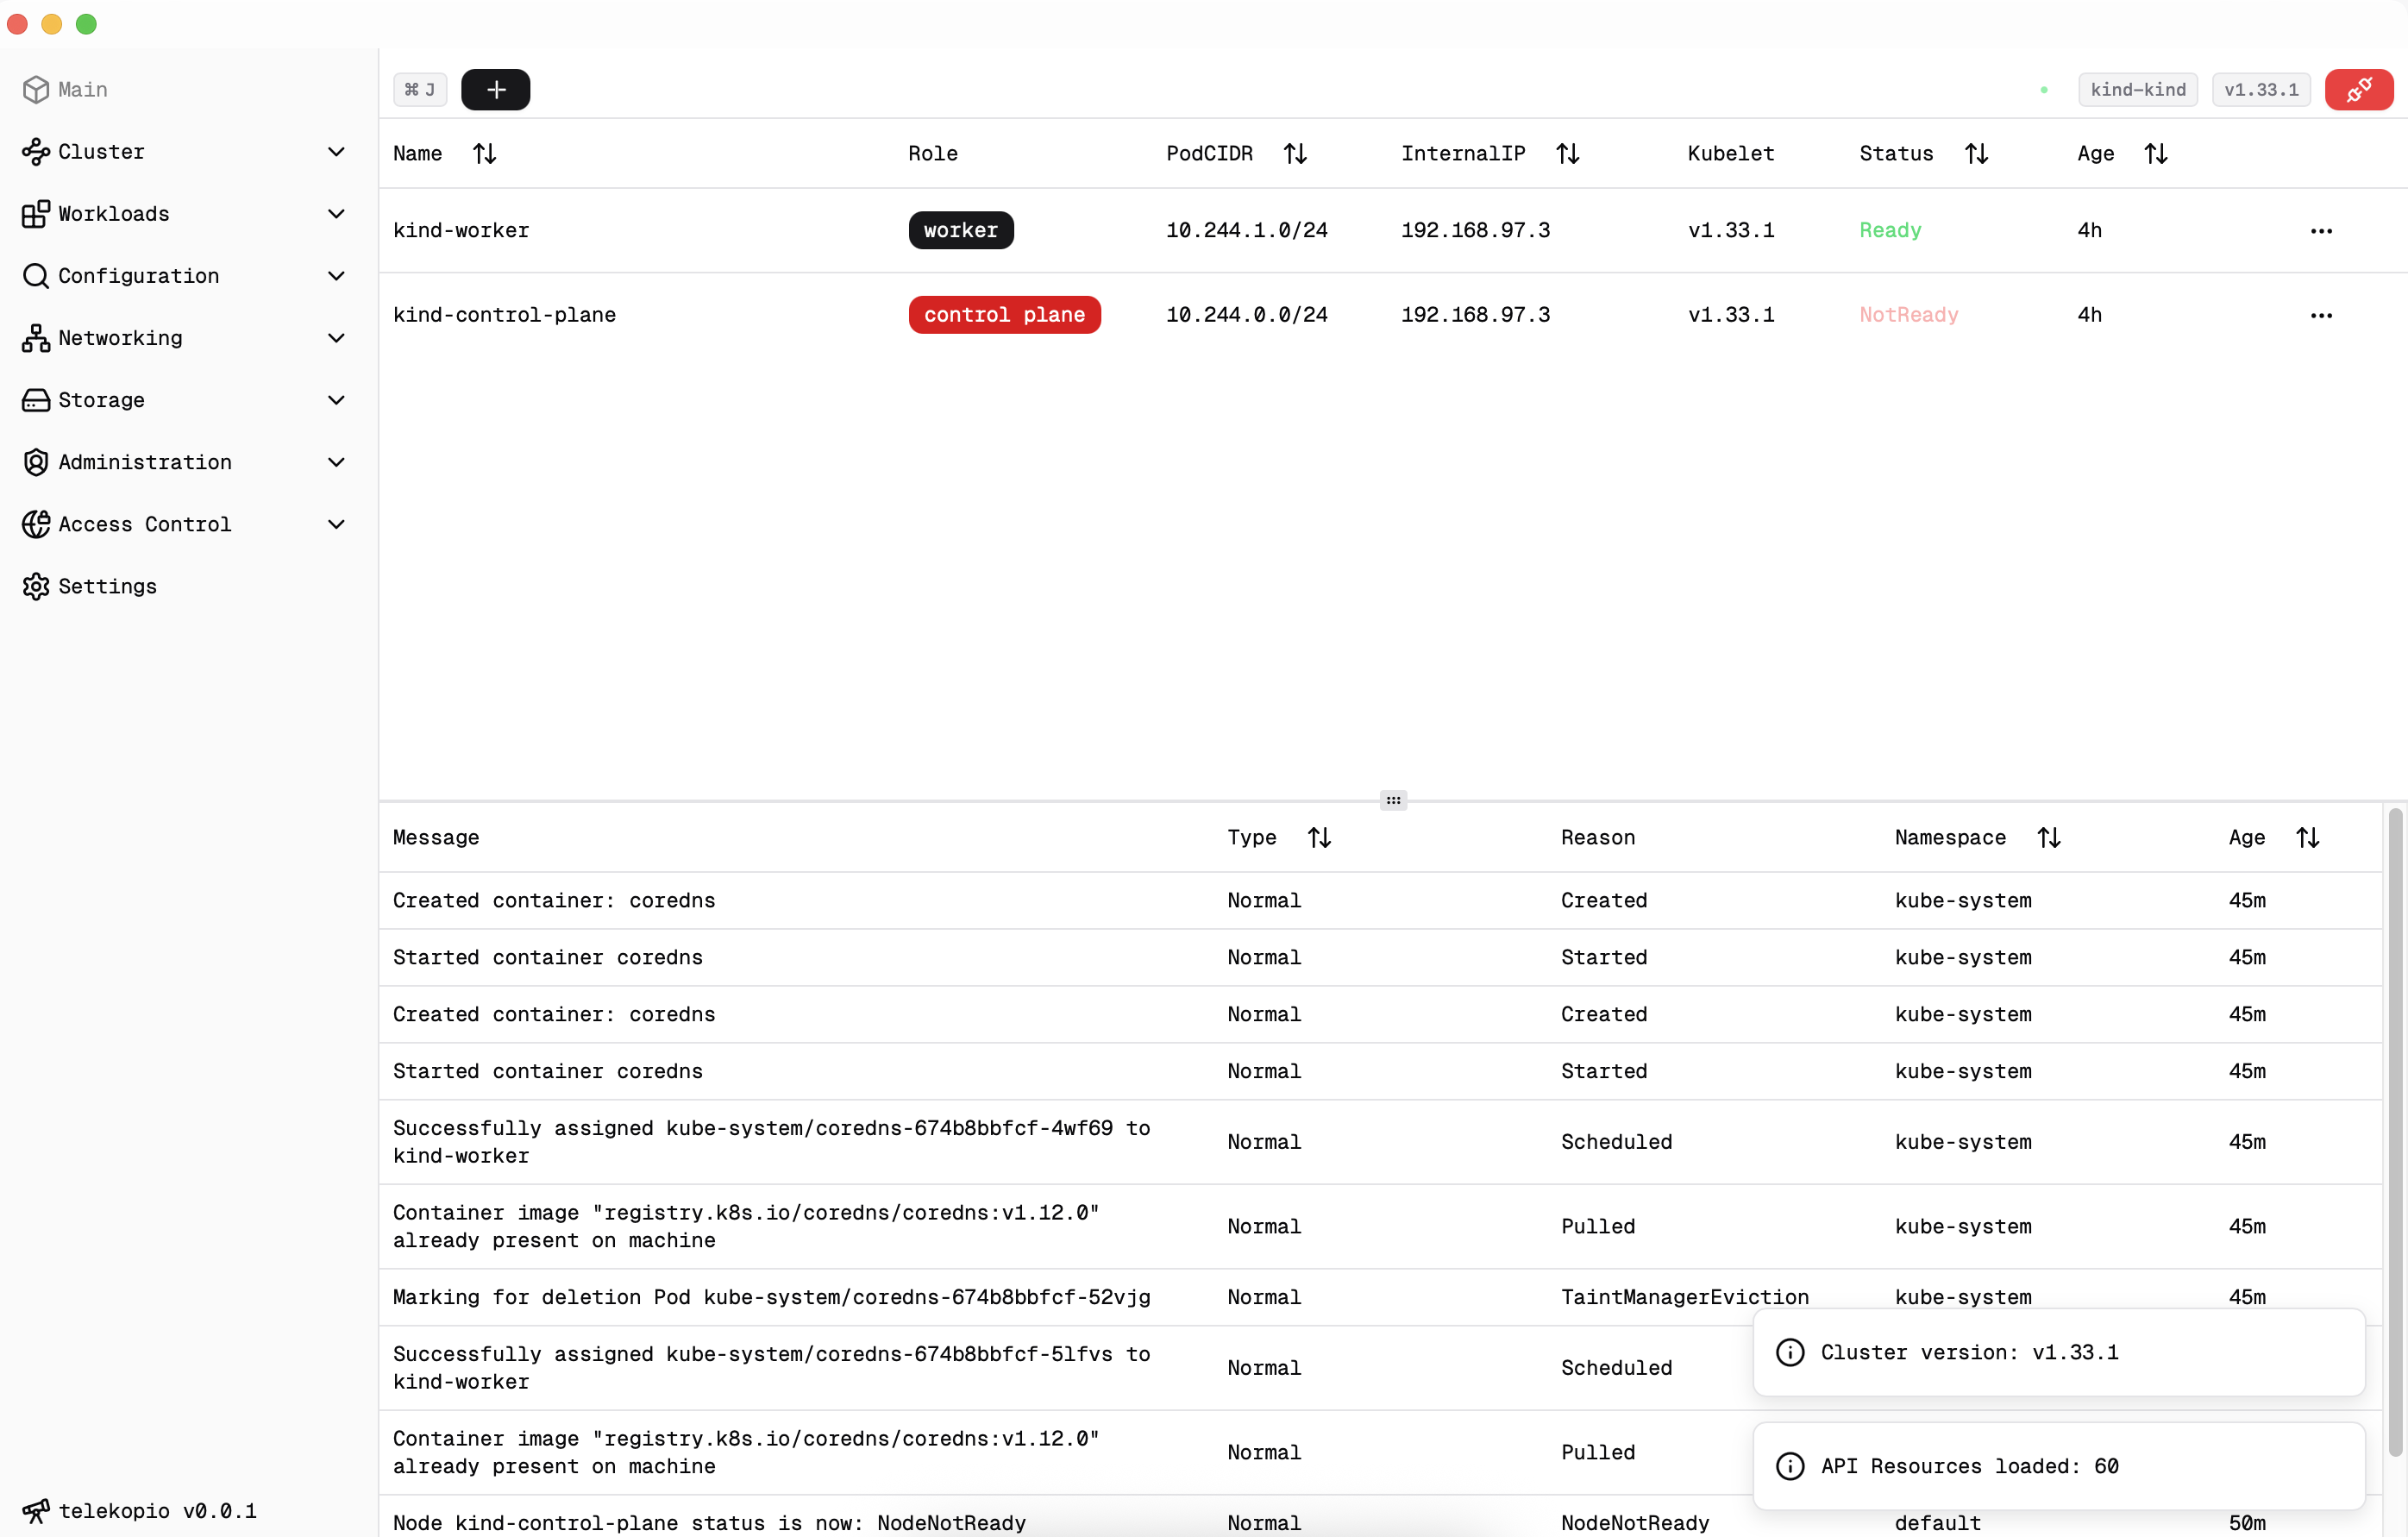 Main
Cluster
Workloads
Configuration
Networking
Storage
Administration
Access Control
Settings
telekopio v0.0.1
⌘ J
kind-kind v1.33.1
Name Role PodCIDR InternalIP Kubelet Status Age
kind-worker worker 10.244.1.0/24 192.168.97.3 v1.33.1 Ready 4h
kind-control-plane control plane 10.244.0.0/24 192.168.97.3 v1.33.1 NotReady 4h
Message Type Reason Namespace Age
Created container: coredns Normal Created kube-system 45m
Started container coredns Normal Started kube-system 45m
Created container: coredns Normal Created kube-system 45m
Started container coredns Normal Started kube-system 45m
Successfully assigned kube-system/coredns-674b8bbfcf-4wf69 to
kind-worker Normal Scheduled kube-system 45m
Container image "registry.k8s.io/coredns/coredns:v1.12.0"
already present on machine Normal Pulled kube-system 45m
Marking for deletion Pod kube-system/coredns-674b8bbfcf-52vjg Normal TaintManagerEviction kube-system 45m
Successfully assigned kube-system/coredns-674b8bbfcf-5lfvs to
kind-worker Normal Scheduled
Container image "registry.k8s.io/coredns/coredns:v1.12.0"
already present on machine Normal Pulled
Node kind-control-plane status is now: NodeNotReady Normal NodeNotReady default 50m
Cluster version: v1.33.1
API Resources loaded: 60